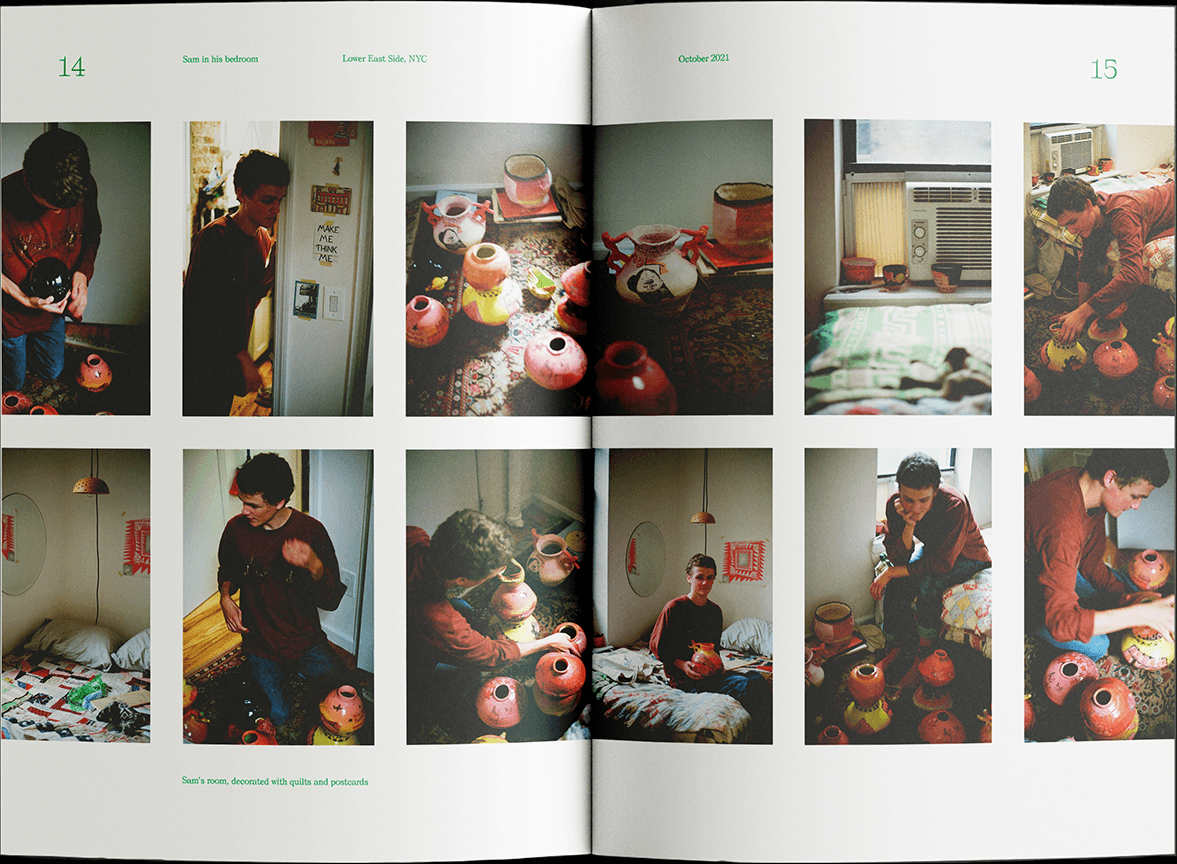 14
Sam in his bedroom
Lower East Side, NYC
October 2021
15
MAKE
ME
THINK
ME
Sam's room, decorated with quilts and postcards